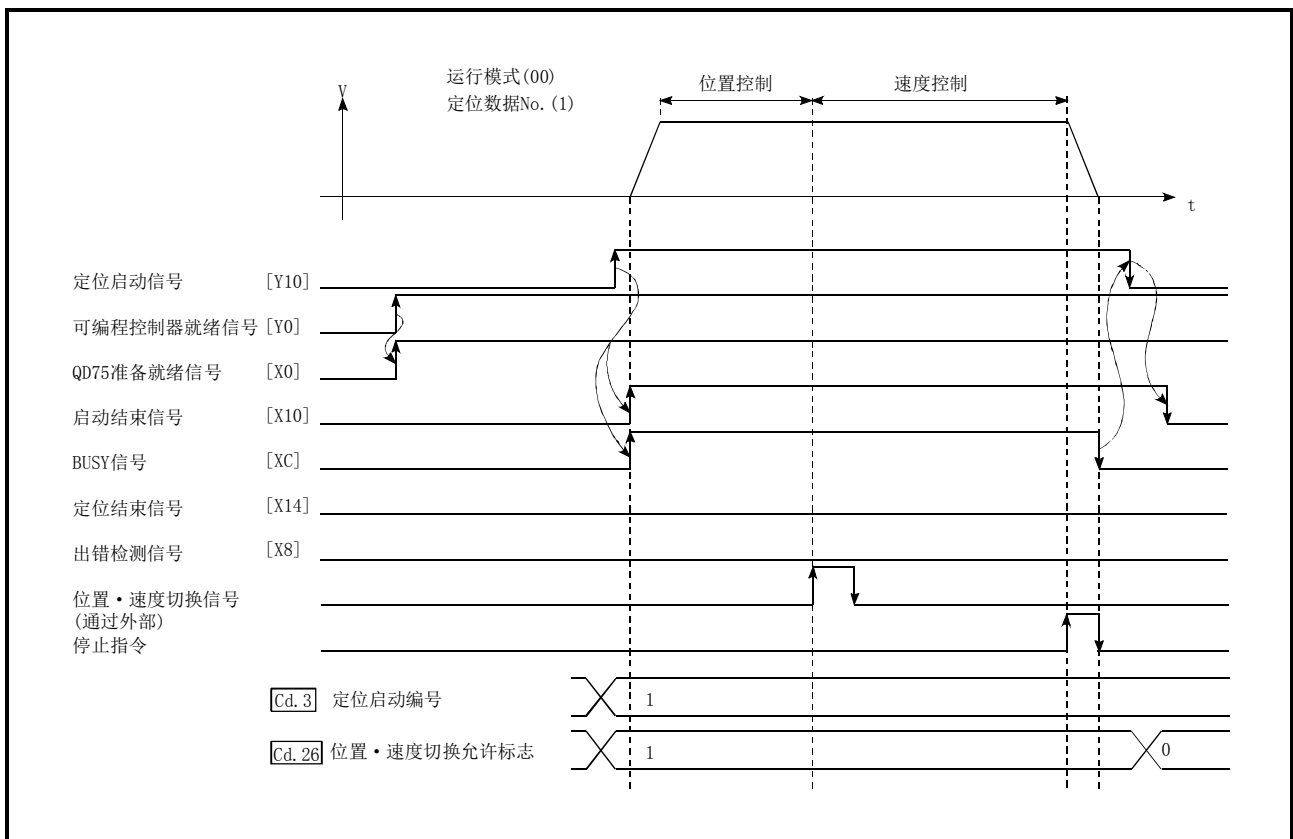 运行模式(00)
定位数据No.(1)
位置控制
速度控制
V
t
定位启动信号 [Y10]
可编程控制器就绪信号 [Y0]
QD75准备就绪信号 [X0]
启动结束信号 [X10]
BUSY信号 [XC]
定位结束信号 [X14]
出错检测信号 [X8]
位置·速度切换信号
(通过外部)
停止指令
Cd.3 定位启动编号 1
Cd.26 位置·速度切换允许标志 1 0